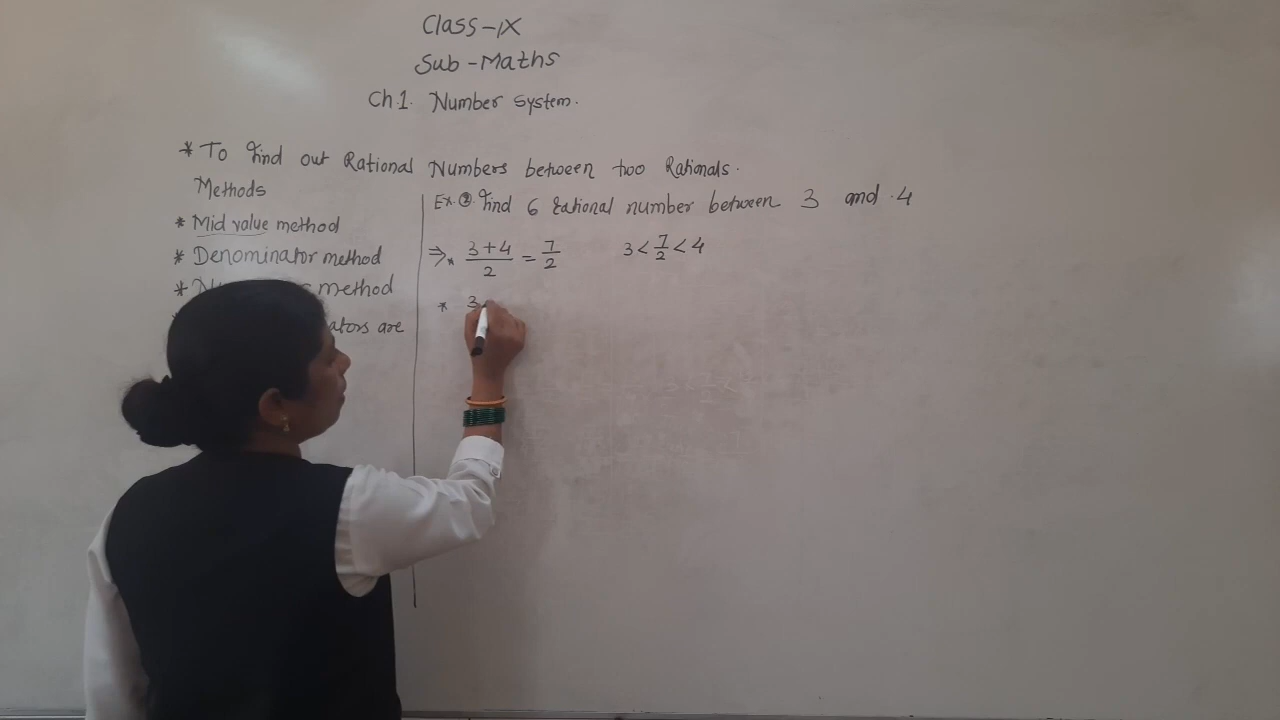 Class-IX
Sub-Maths
Ch.1. Number System.
* To find out Rational Numbers between two Rationals.
Methods
* Mid value method
* Denominator method
* method
are
Ex. ②. find 6 rational number between 3 and 4
⇒ * (3+4)/2 = 7/2 3 < 7/2 < 4
* 3